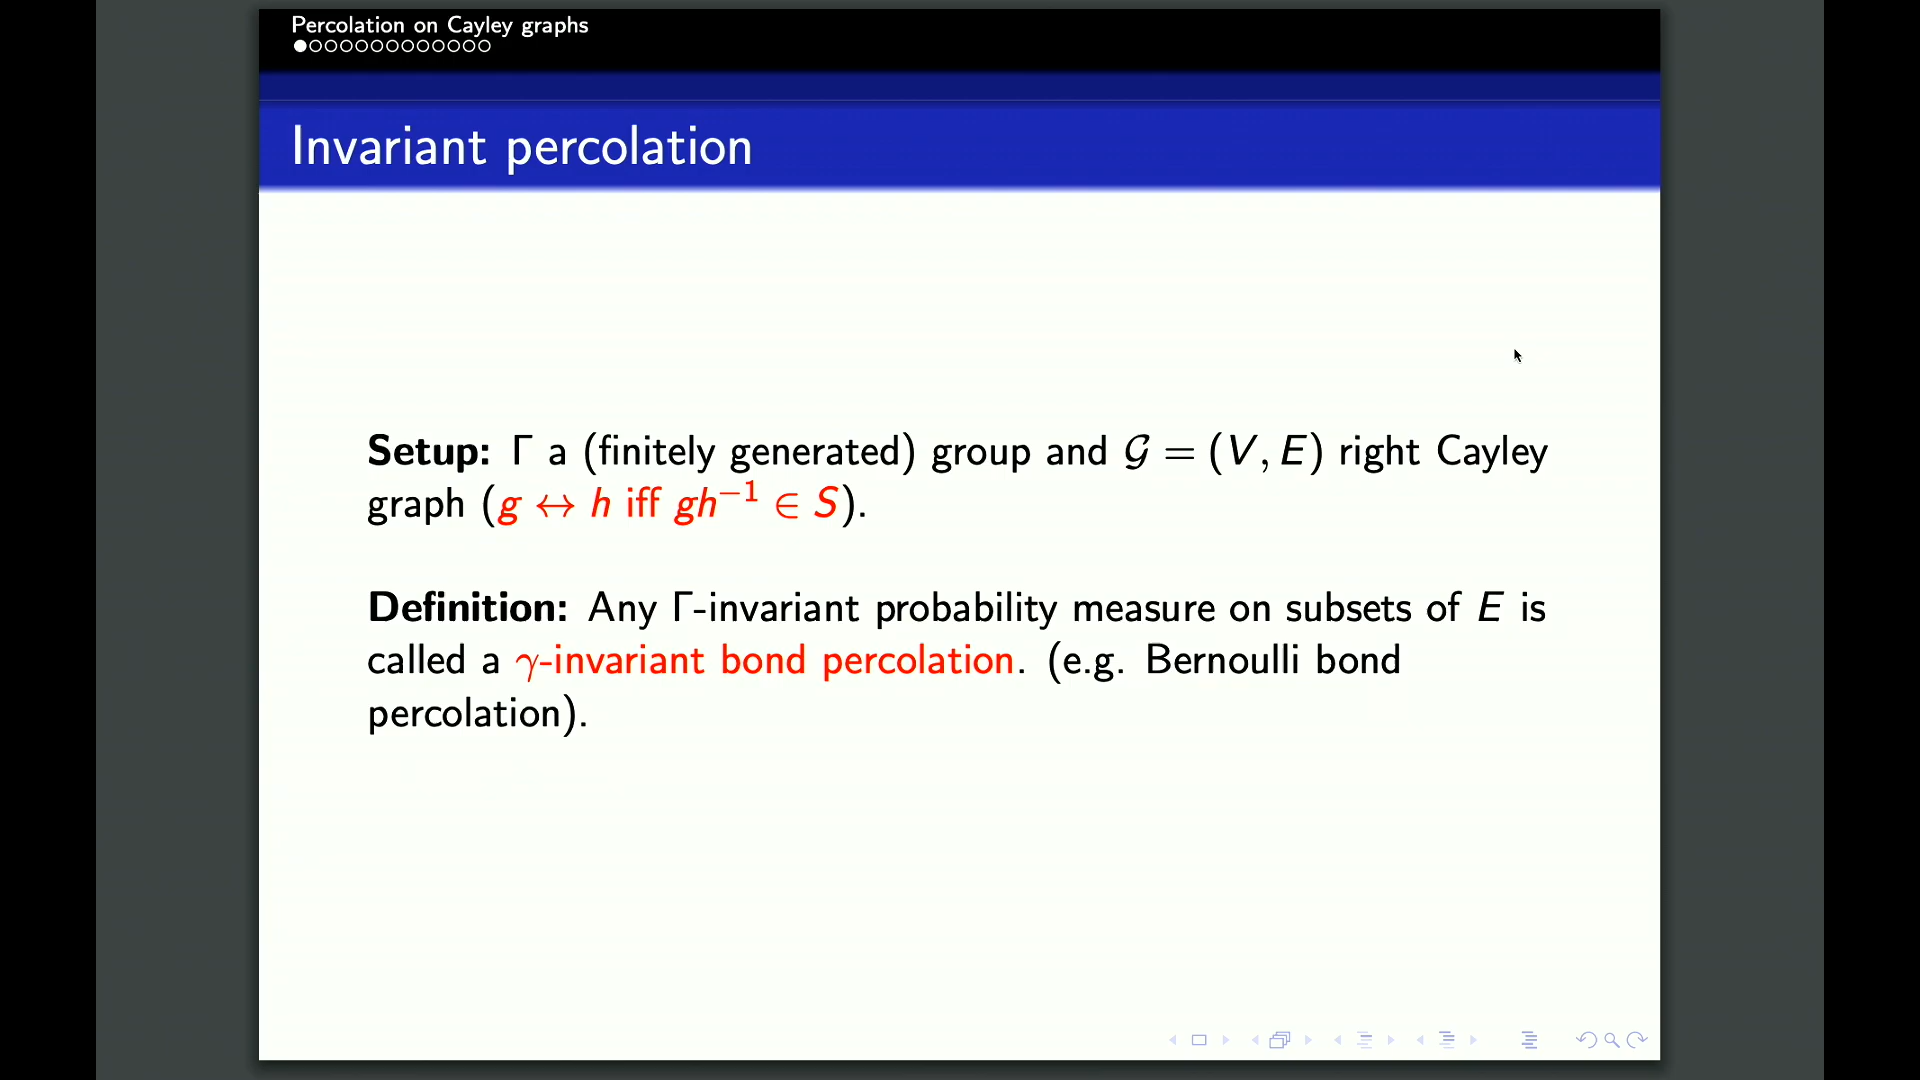 Percolation on Cayley graphs
Invariant percolation
Setup: Γ a (finitely generated) group and 𝒢 = (V, E) right Cayley
graph (g ↔ h iff gh⁻¹ ∈ S).
Definition: Any Γ-invariant probability measure on subsets of E is
called a γ-invariant bond percolation. (e.g. Bernoulli bond
percolation).